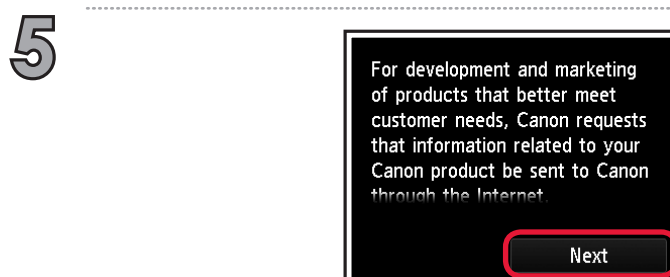 5
For development and marketing
of products that better meet
customer needs, Canon requests
that information related to your
Canon product be sent to Canon
through the Internet.
Next